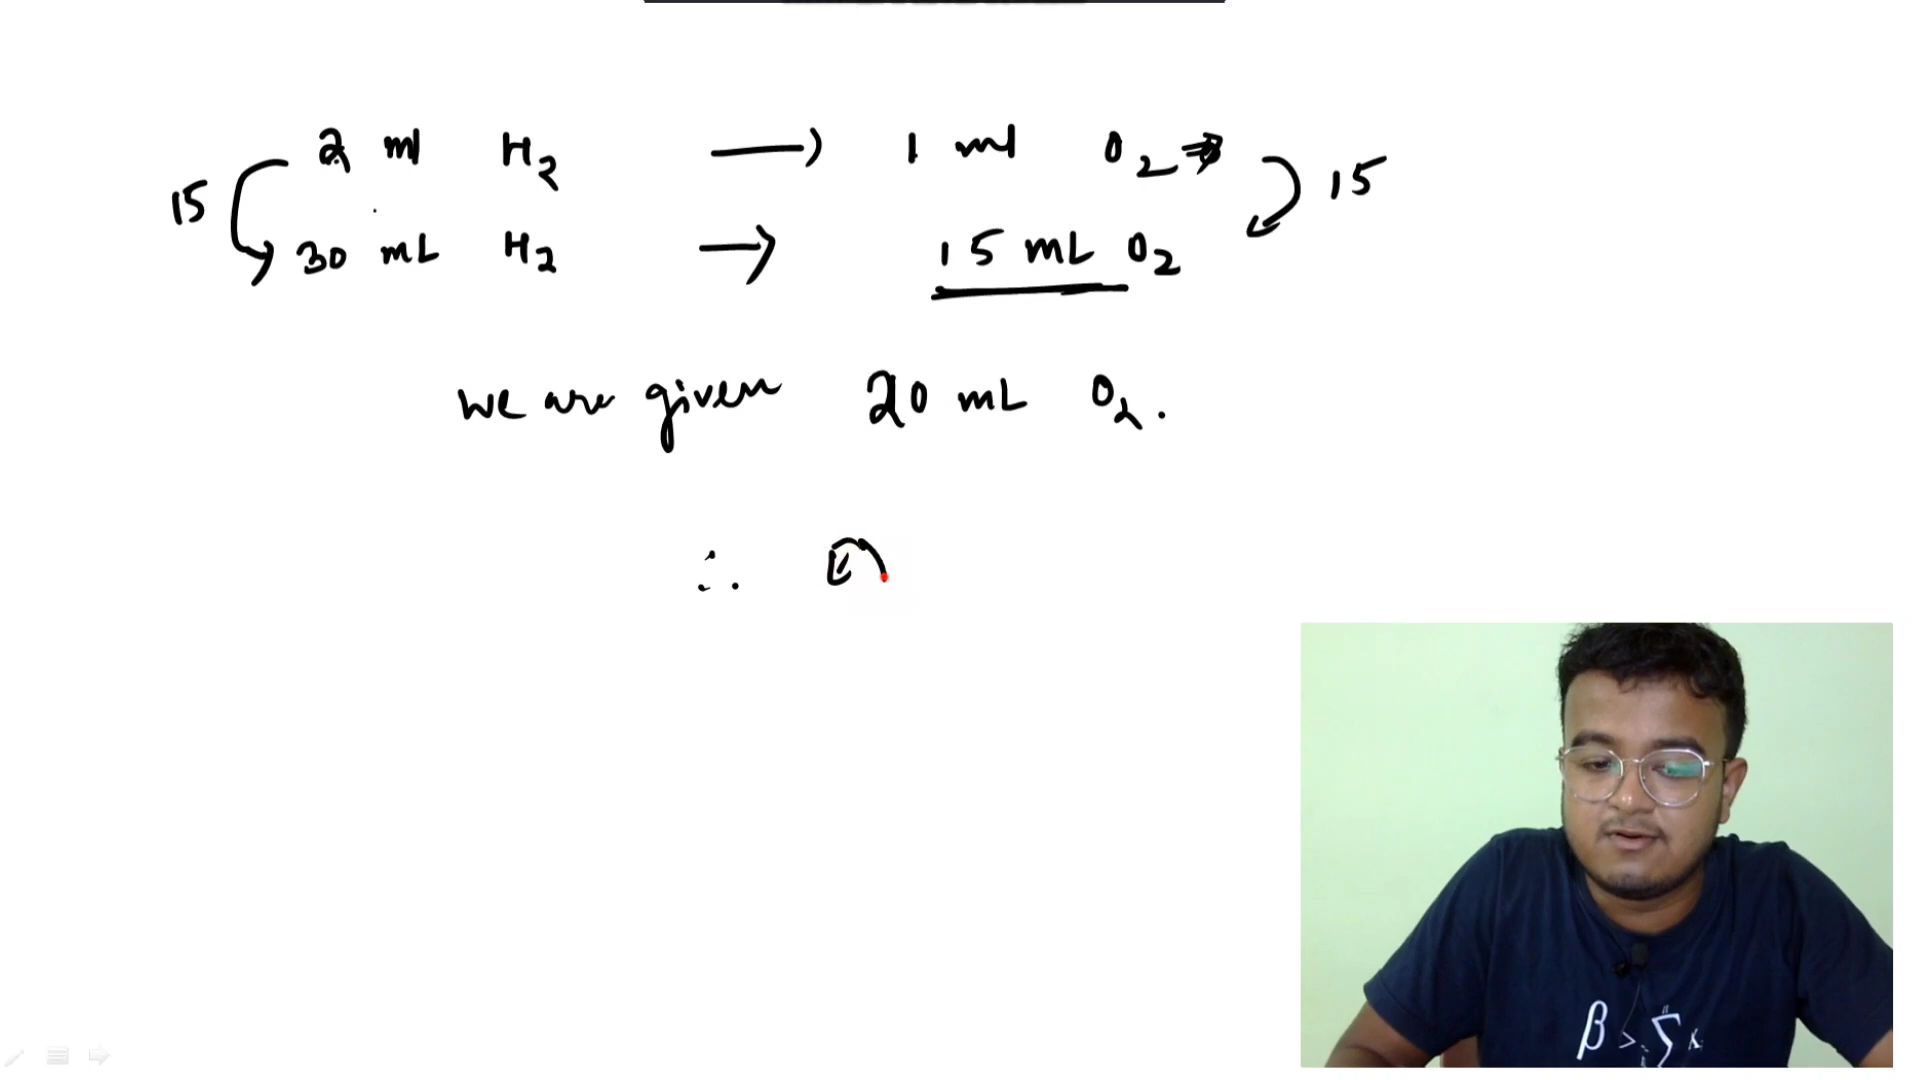 2 ml H2 → 1 ml O2 →
15 15
30 mL H2 → 15 mL O2
We are given 20 mL O2.
∴
β > Σ x